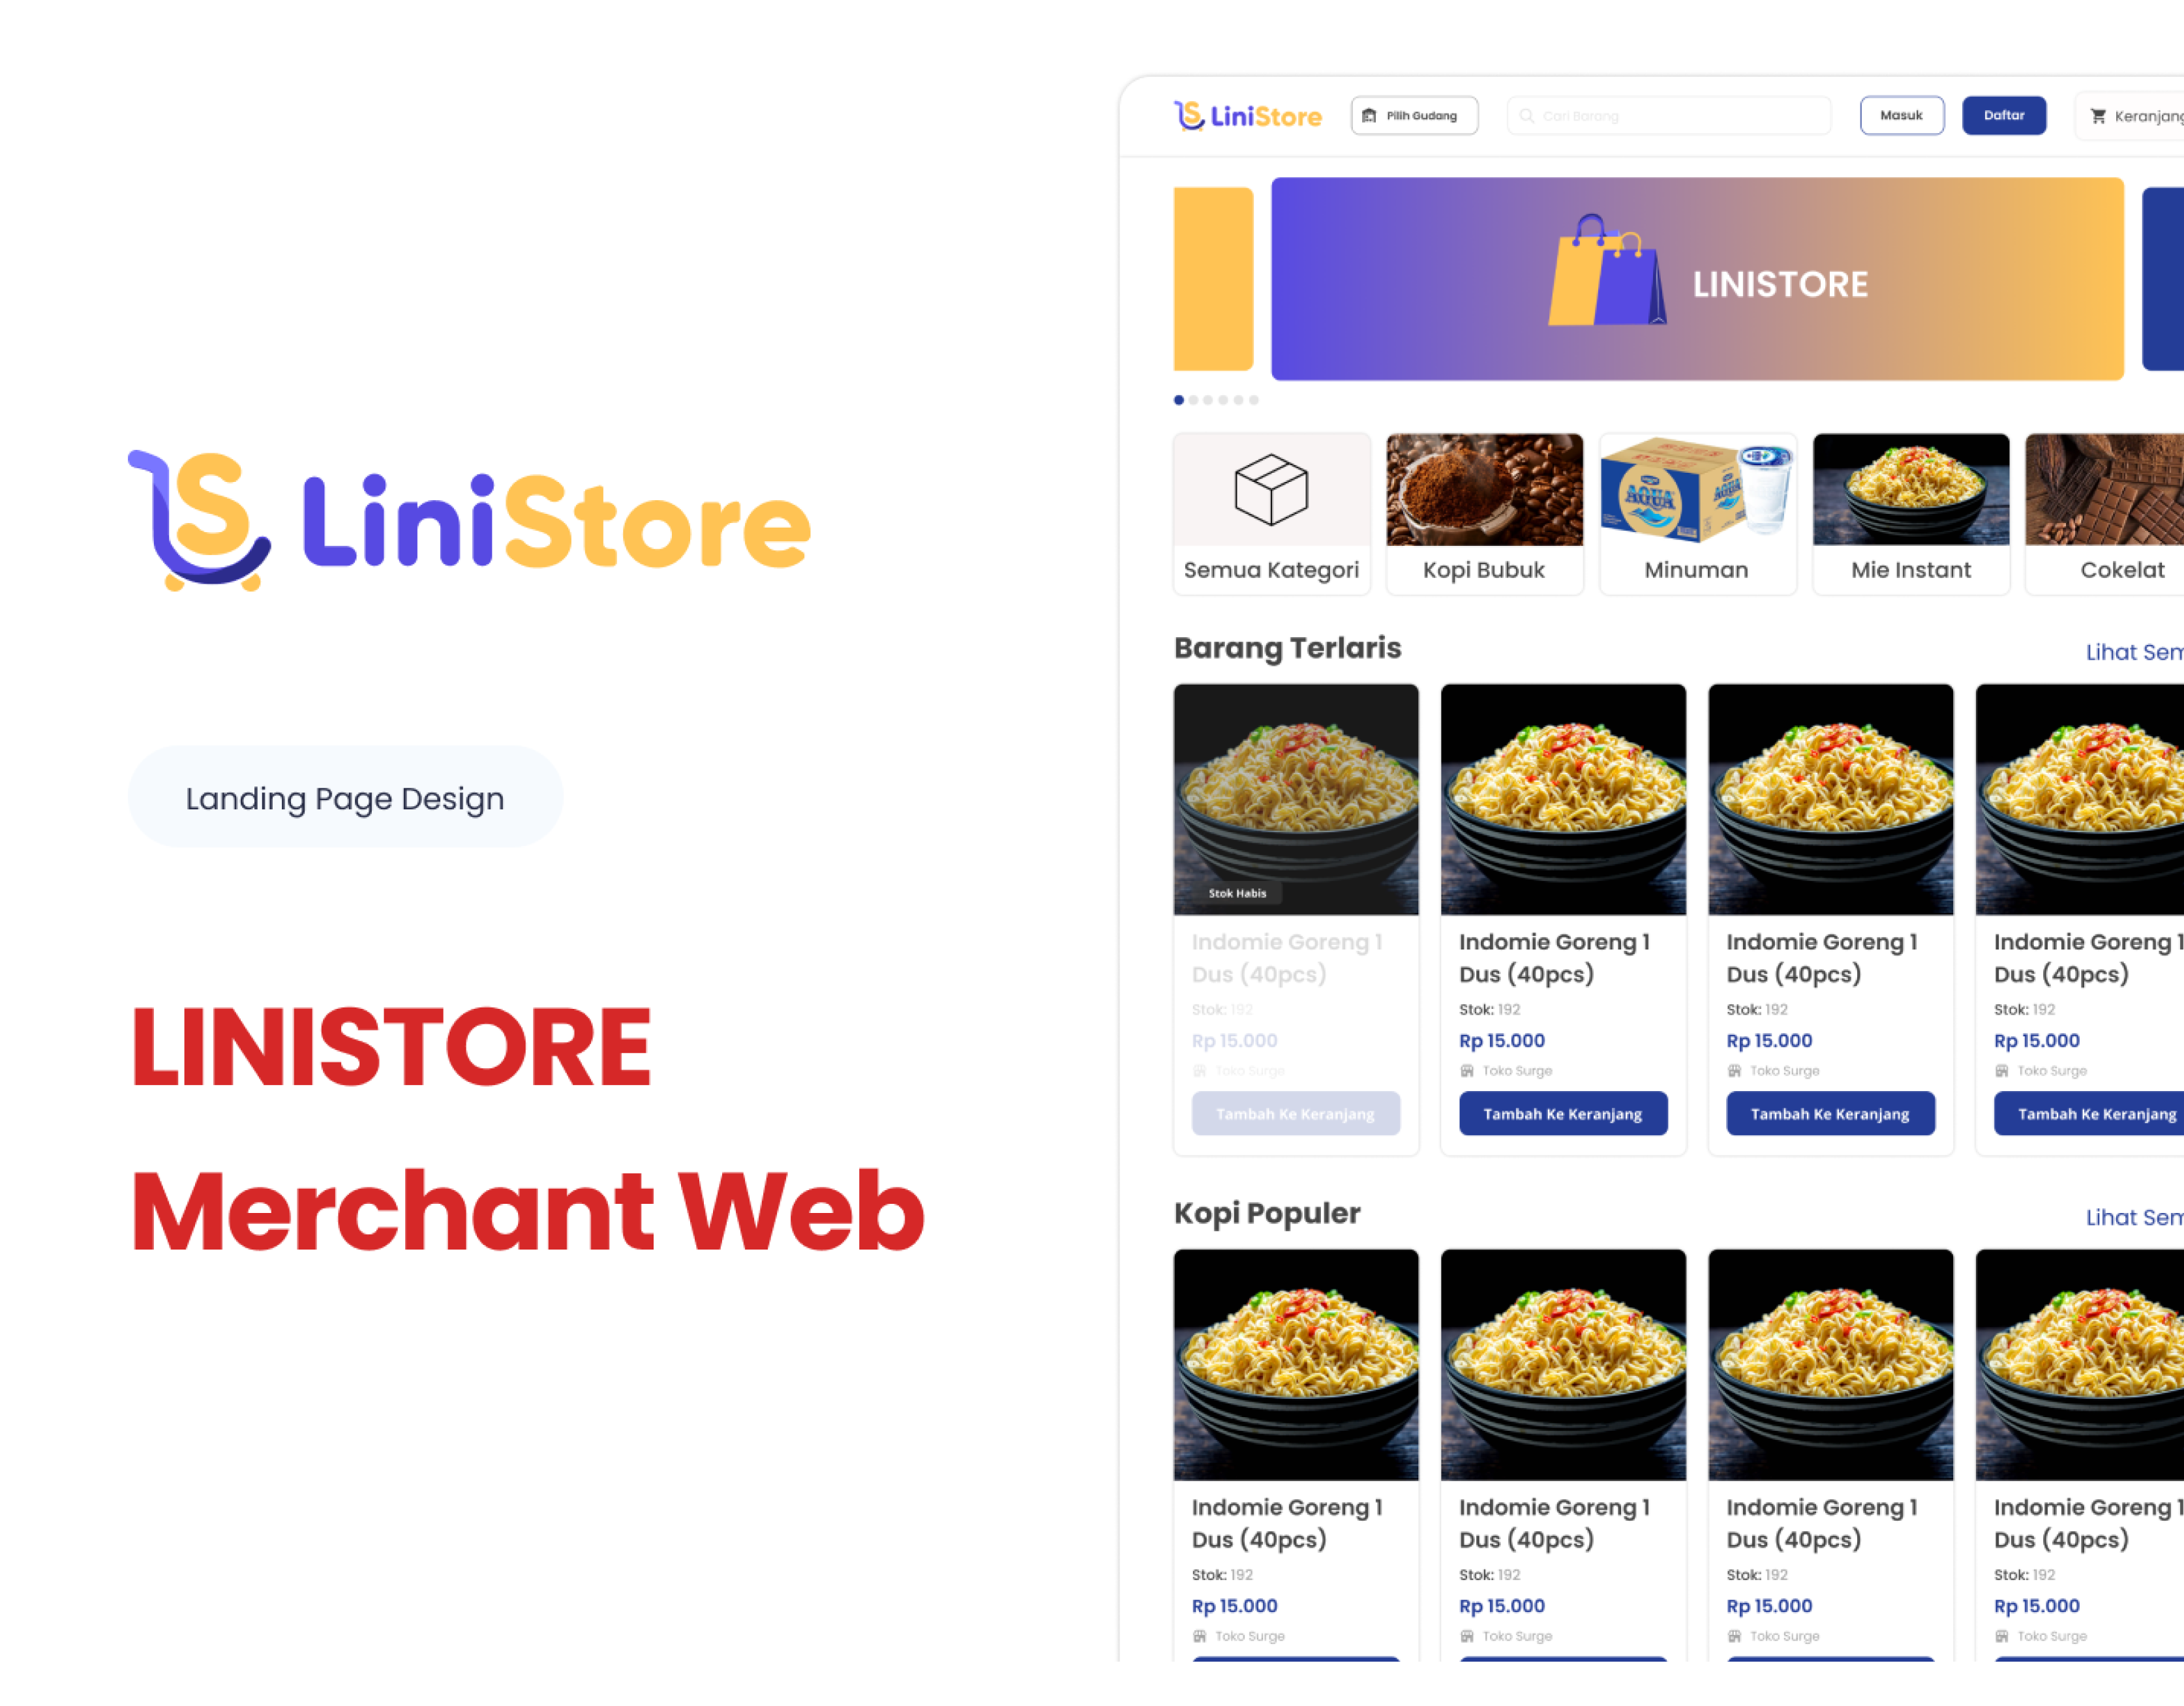 LiniStore
Landing Page Design
LINISTORE
Merchant Web
LiniStore
Pilih Gudang
Cari Barang
Masuk
Daftar
Keranjang
LINISTORE
AQUA
Semua Kategori
Kopi Bubuk
Minuman
Mie Instant
Cokelat
Barang Terlaris
Lihat Sem
Stok Habis
Indomie Goreng 1
Dus (40pcs)
Stok: 192
Rp 15.000
Toko Surge
Tambah Ke Keranjang
Indomie Goreng 1
Dus (40pcs)
Stok: 192
Rp 15.000
Toko Surge
Tambah Ke Keranjang
Indomie Goreng 1
Dus (40pcs)
Stok: 192
Rp 15.000
Toko Surge
Tambah Ke Keranjang
Indomie Goreng 1
Dus (40pcs)
Stok: 192
Rp 15.000
Toko Surge
Tambah Ke Keranjang
Kopi Populer
Lihat Sem
Indomie Goreng 1
Dus (40pcs)
Stok: 192
Rp 15.000
Toko Surge
Indomie Goreng 1
Dus (40pcs)
Stok: 192
Rp 15.000
Toko Surge
Indomie Goreng 1
Dus (40pcs)
Stok: 192
Rp 15.000
Toko Surge
Indomie Goreng 1
Dus (40pcs)
Stok: 192
Rp 15.000
Toko Surge